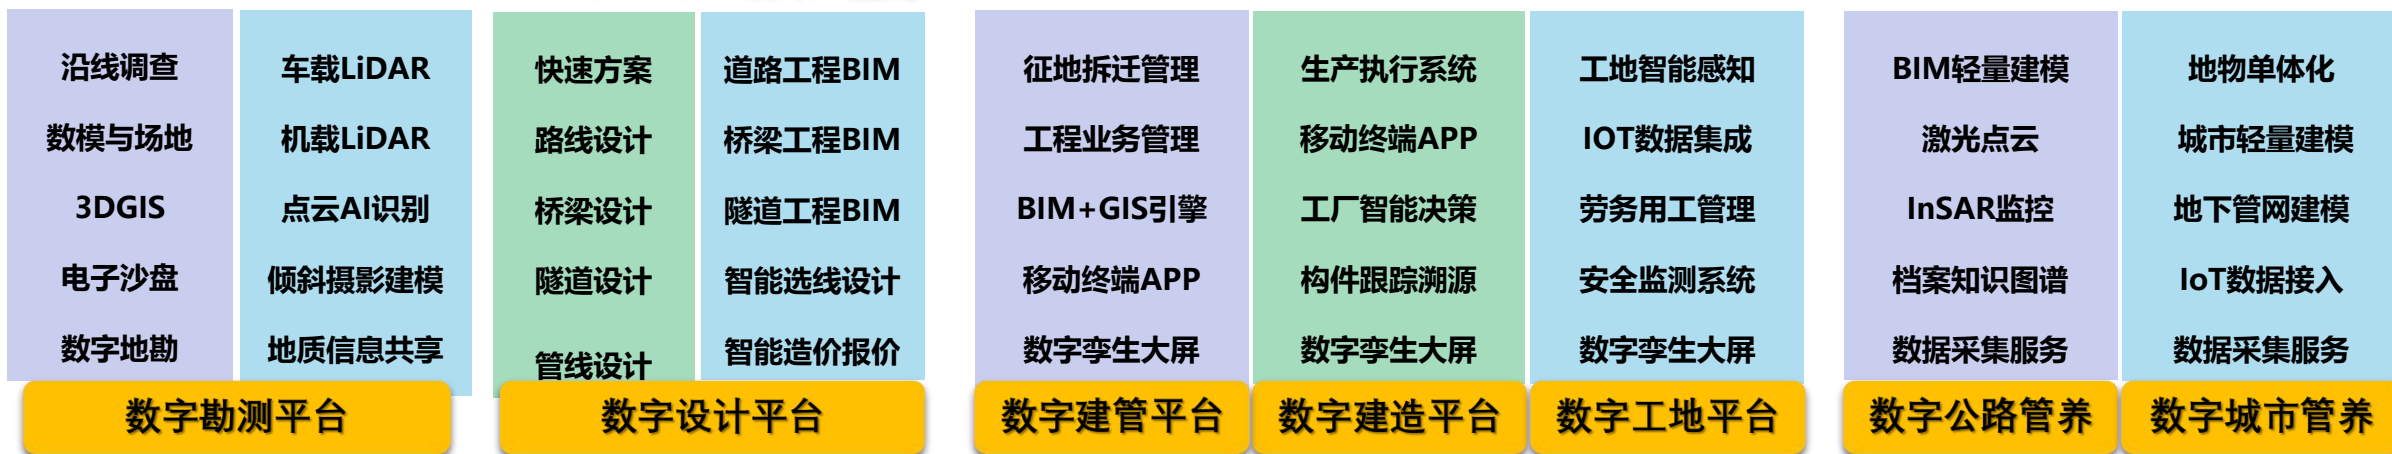 沿线调查
数模与场地
3DGIS
电子沙盘
数字地勘
车载LiDAR
机载LiDAR
点云AI识别
倾斜摄影建模
地质信息共享
数字勘测平台
快速方案
路线设计
桥梁设计
隧道设计
管线设计
道路工程BIM
桥梁工程BIM
隧道工程BIM
智能选线设计
智能造价报价
数字设计平台
征地拆迁管理
工程业务管理
BIM+GIS引擎
移动终端APP
数字孪生大屏
数字建管平台
生产执行系统
移动终端APP
工厂智能决策
构件跟踪溯源
数字孪生大屏
数字建造平台
工地智能感知
IOT数据集成
劳务用工管理
安全监测系统
数字孪生大屏
数字工地平台
BIM轻量建模
激光点云
InSAR监控
档案知识图谱
数据采集服务
数字公路管养
地物单体化
城市轻量建模
地下管网建模
IoT数据接入
数据采集服务
数字城市管养